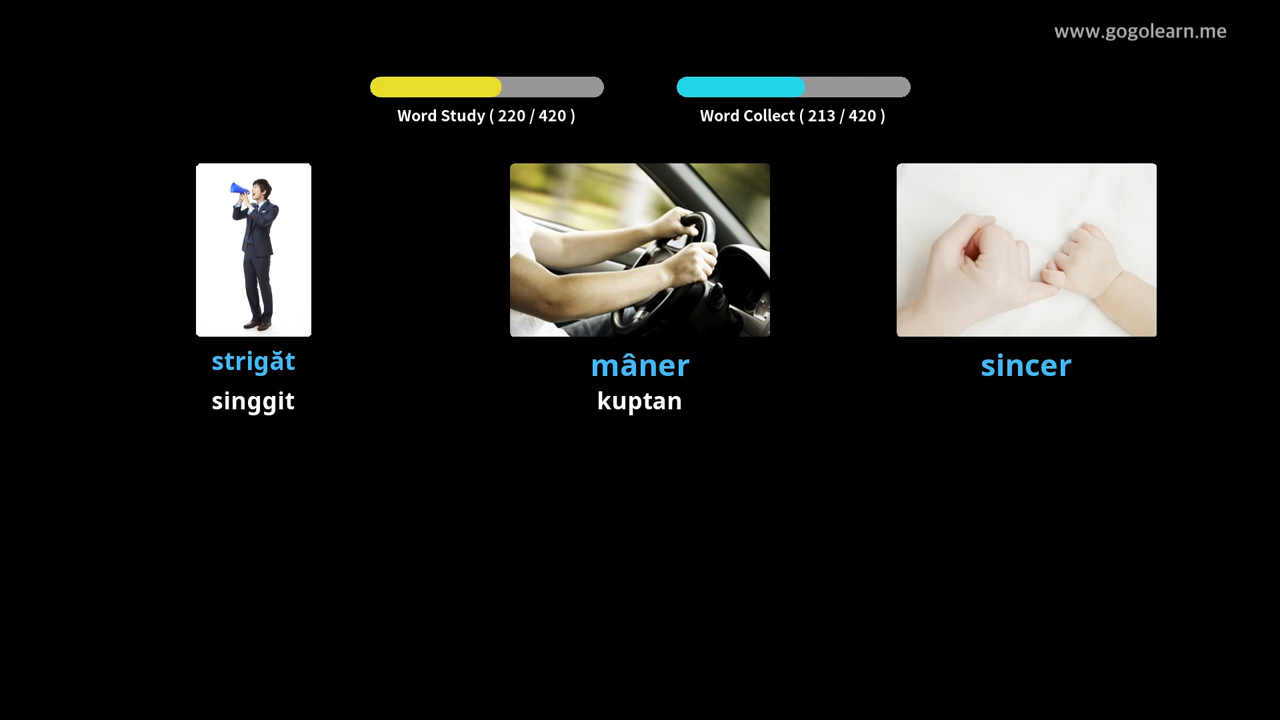 www.gogolearn.me
Word Study ( 220 / 420 )
Word Collect ( 213 / 420 )
strigăt
singgit
mâner
kuptan
sincer